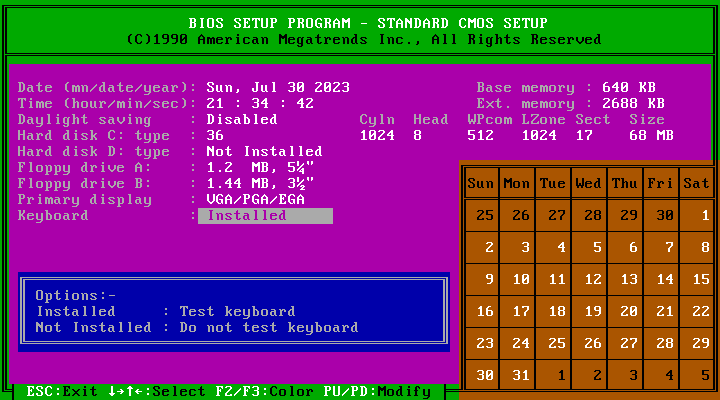 BIOS SETUP PROGRAM - STANDARD CMOS SETUP
(C)1990 American Megatrends Inc., All Rights Reserved
Date (mn/date/year): Sun, Jul 30 2023 Base memory : 640 KB
Time (hour/min/sec): 21 : 34 : 42 Ext. memory : 2688 KB
Daylight saving : Disabled Cyln Head WPcom LZone Sect Size
Hard disk C: type : 36 1024 8 512 1024 17 68 MB
Hard disk D: type : Not Installed
Floppy drive A: : 1.2 MB, 5¼"
Floppy drive B: : 1.44 MB, 3½"
Primary display : VGA/PGA/EGA
Keyboard : Installed
Sun Mon Tue Wed Thu Fri Sat
25 26 27 28 29 30 1
2 3 4 5 6 7 8
9 10 11 12 13 14 15
16 17 18 19 20 21 22
23 24 25 26 27 28 29
30 31 1 2 3 4 5
Options:-
Installed : Test keyboard
Not Installed : Do not test keyboard
ESC:Exit ↓→↑←:Select F2/F3:Color PU/PD:Modify